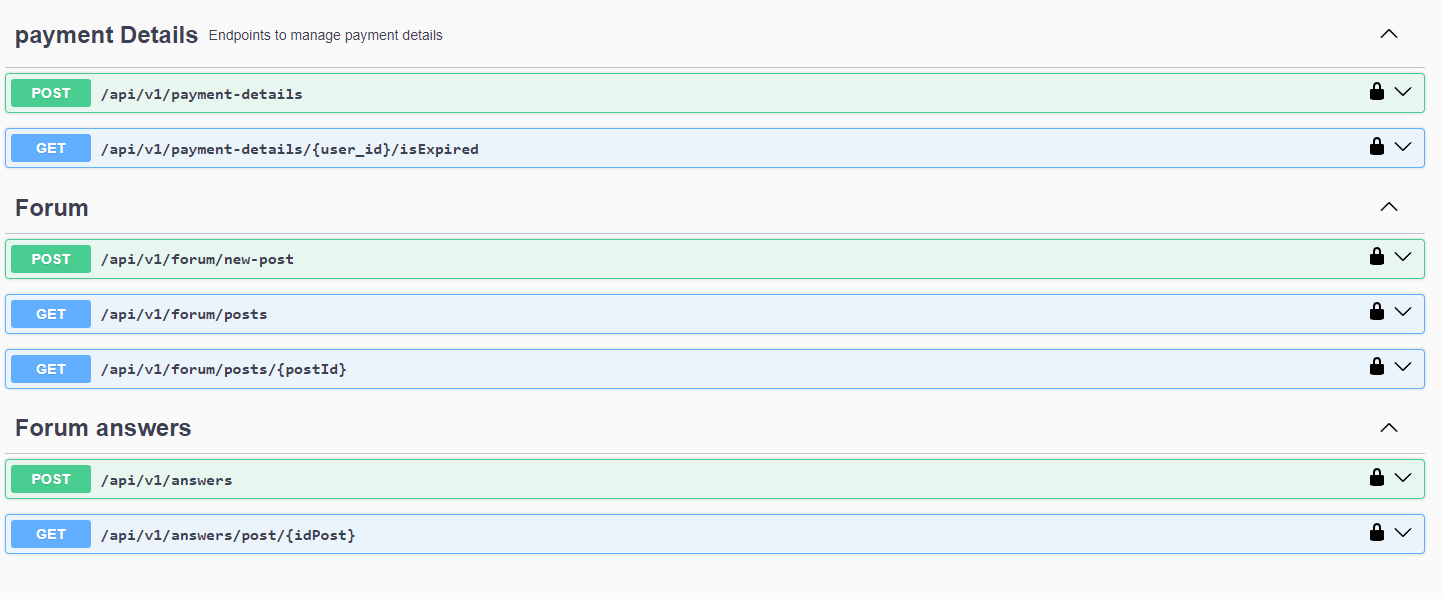 payment Details Endpoints to manage payment details
POST /api/v1/payment-details
GET /api/v1/payment-details/{user_id}/isExpired
Forum
POST /api/v1/forum/new-post
GET /api/v1/forum/posts
GET /api/v1/forum/posts/{postId}
Forum answers
POST /api/v1/answers
GET /api/v1/answers/post/{idPost}